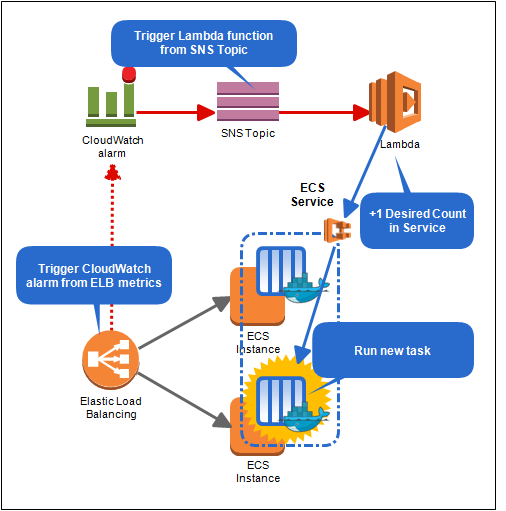 Trigger Lambda function
from SNS Topic
CloudWatch
alarm
SNS Topic
Lambda
ECS
Service
+1 Desired Count
in Service
Trigger CloudWatch
alarm from ELB metrics
ECS
Instance
Run new task
Elastic Load
Balancing
ECS
Instance